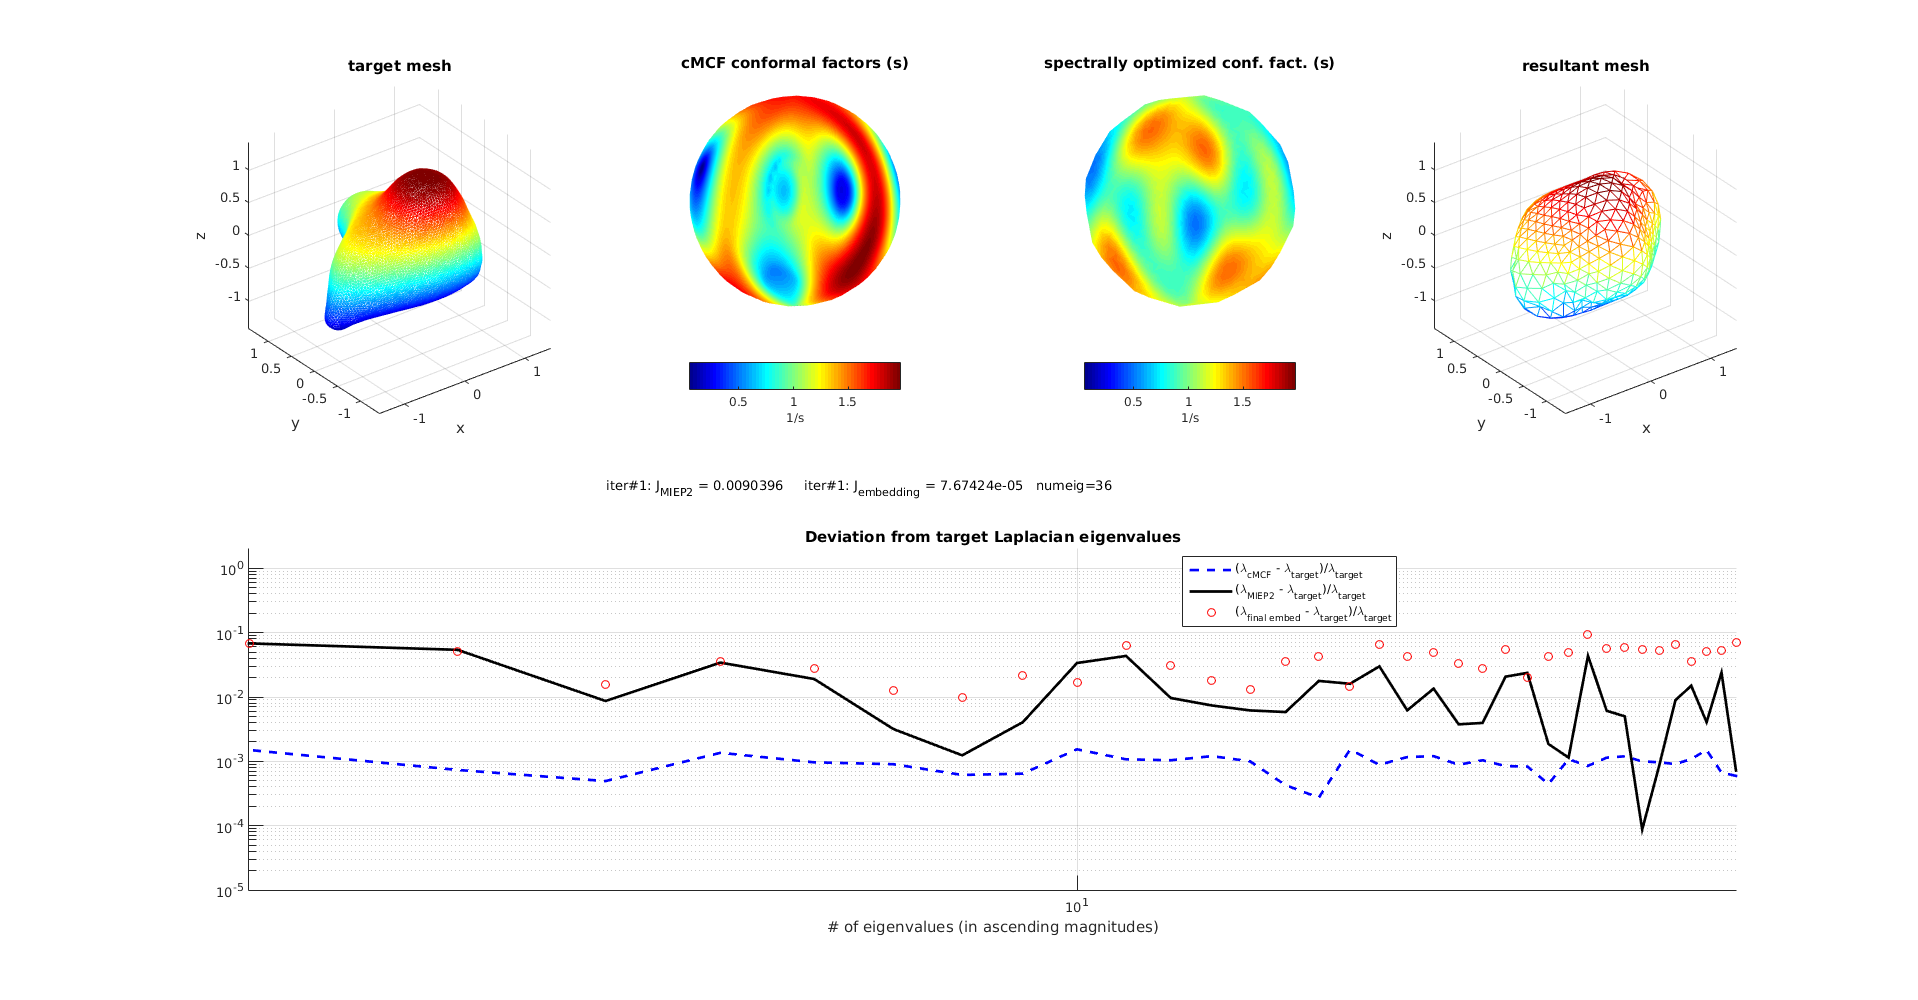 target mesh
cMCF conformal factors (s)
spectrally optimized conf. fact. (s)
resultant mesh
1
0.5
0
-0.5
-1
z
1
0.5
0
-0.5
-1
y
-1
0
1
x
0.5 1 1.5
1/s
0.5 1 1.5
1/s
1
0.5
0
-0.5
-1
z
1
0.5
0
-0.5
-1
y
-1
0
1
x
iter#1: J_MIEP2 = 0.0090396 iter#1: J_embedding = 7.67424e-05 numeig=36
Deviation from target Laplacian eigenvalues
(λ_cMCF - λ_target)/λ_target
(λ_MIEP2 - λ_target)/λ_target
(λ_final embed - λ_target)/λ_target
10^0
10^-1
10^-2
10^-3
10^-4
10^-5
10^1
# of eigenvalues (in ascending magnitudes)